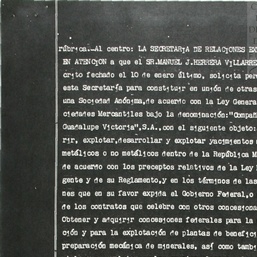 rúbrica.-Al centro: LA SECRETARIA DE RELACIONES
EN ATENCION a que el SR.MANUEL J.HERRERA VILLARRE
crito fechado el 10 de enero último, solicita per
esta Secretaría para constituir en unión de otras
una Sociedad Anónima,de acuerdo con la Ley Genera
ciedades Mercantiles bajo la denominación:"Compañ
Guadalupe Victoria",S.A.,con el siguiente objeto:
rir, explotar,desarrollar y explotar yacimientos
metálicos o no metálicos dentro de la República M
de acuerdo con los preceptos relativos de la Ley
gente y de su Reglamento,y en los términos de las
nes que en su favor expida el Gobierno Federal,o
de los contratos que celebre con otros concesiona
Obtener y adquirir concesiones federales para la
ción y para la explotación de plantas de benefici
preparación mecánica de minerales, así como tambi